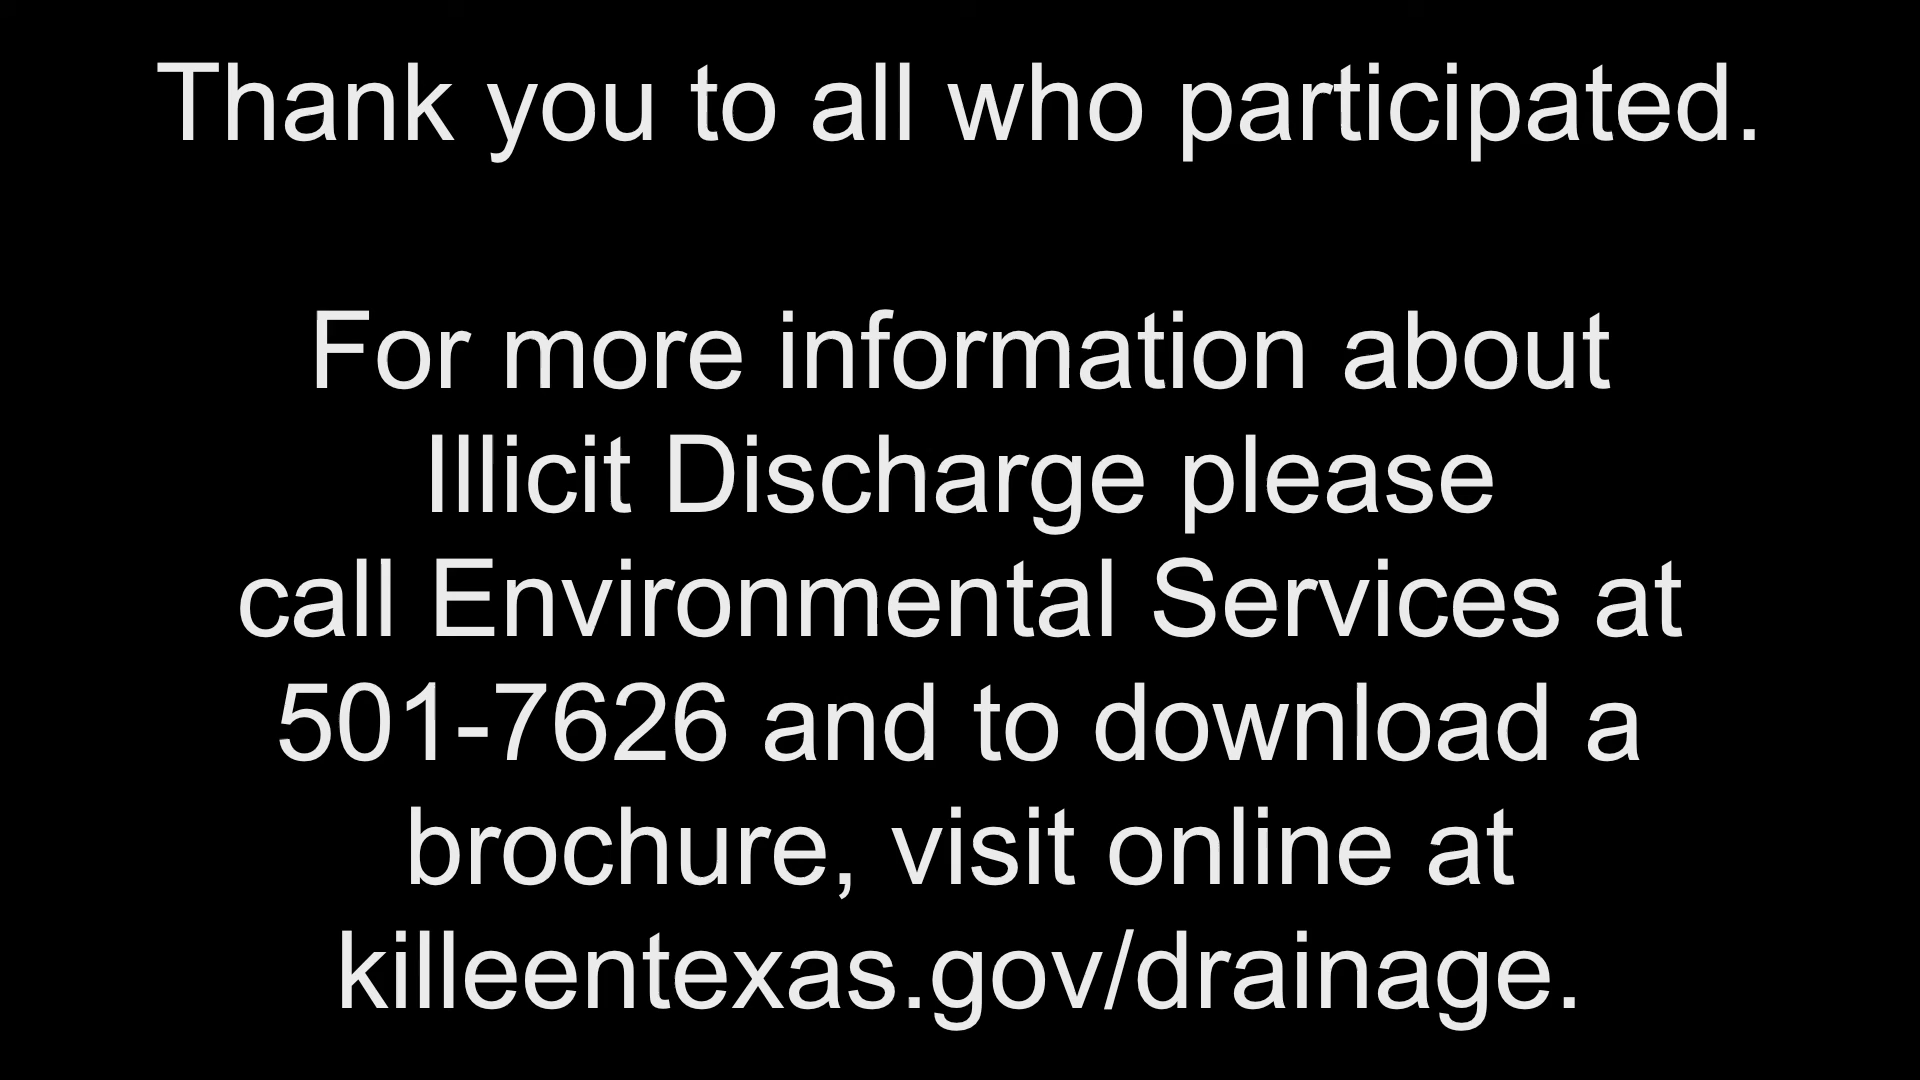 Thank you to all who participated.
For more information about
Illicit Discharge please
call Environmental Services at
501-7626 and to download a
brochure, visit online at
killeentexas.gov/drainage.